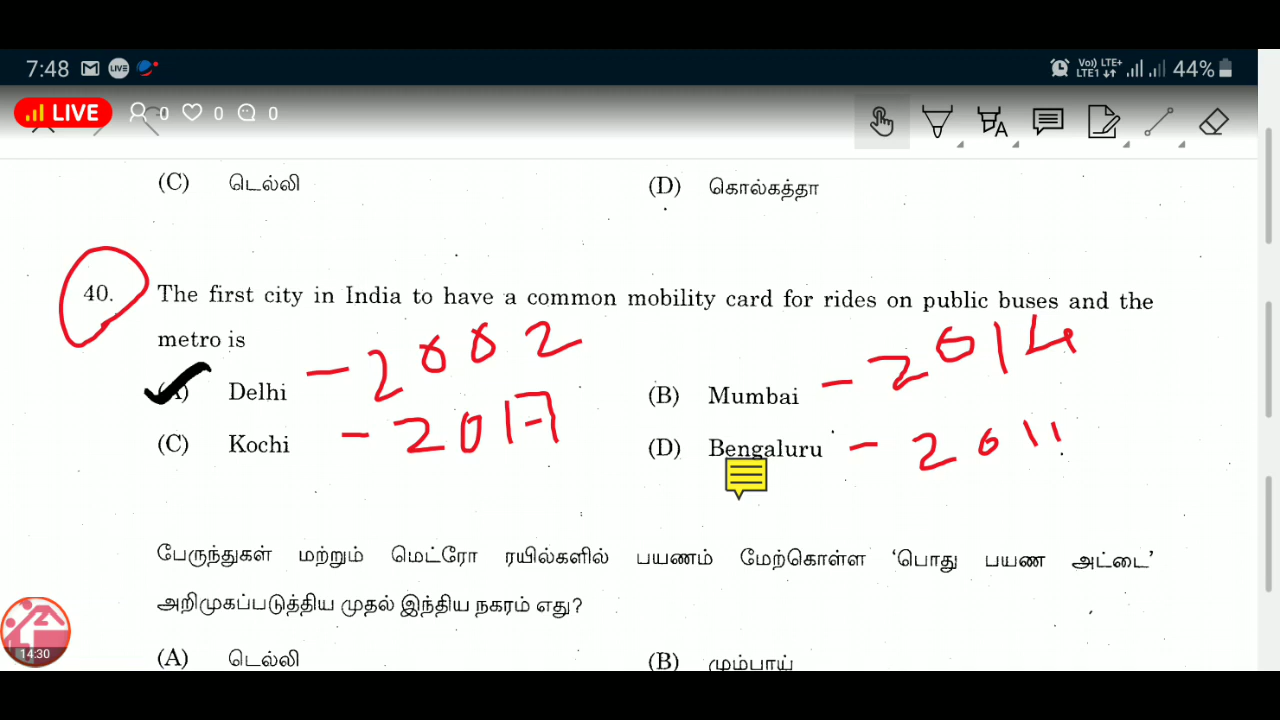 7:48 LIVE Vo) LTE+ LTE1 44%
LIVE 0 0 0
(C) டெல்லி (D) கொல்கத்தா
40. The first city in India to have a common mobility card for rides on public buses and the
metro is
(A) Delhi – 2002 (B) Mumbai – 2014
(C) Kochi – 2017 (D) Bengaluru – 2011
பேருந்துகள் மற்றும் மெட்ரோ ரயில்களில் பயணம் மேற்கொள்ள ‘பொது பயண அட்டை’
அறிமுகப்படுத்திய முதல் இந்திய நகரம் எது?
14:30
(A) டெல்லி (B) மும்பாய்